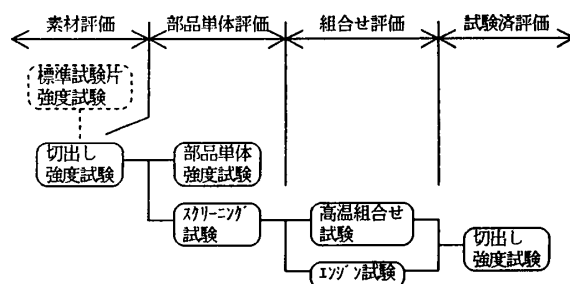 素材評価 部品単体評価 組合せ評価 試験済評価
標準試験片
強度試験
切出し
強度試験
部品単体
強度試験
スクリーニング
試験
高温組合せ
試験
エンジン試験
切出し
強度試験